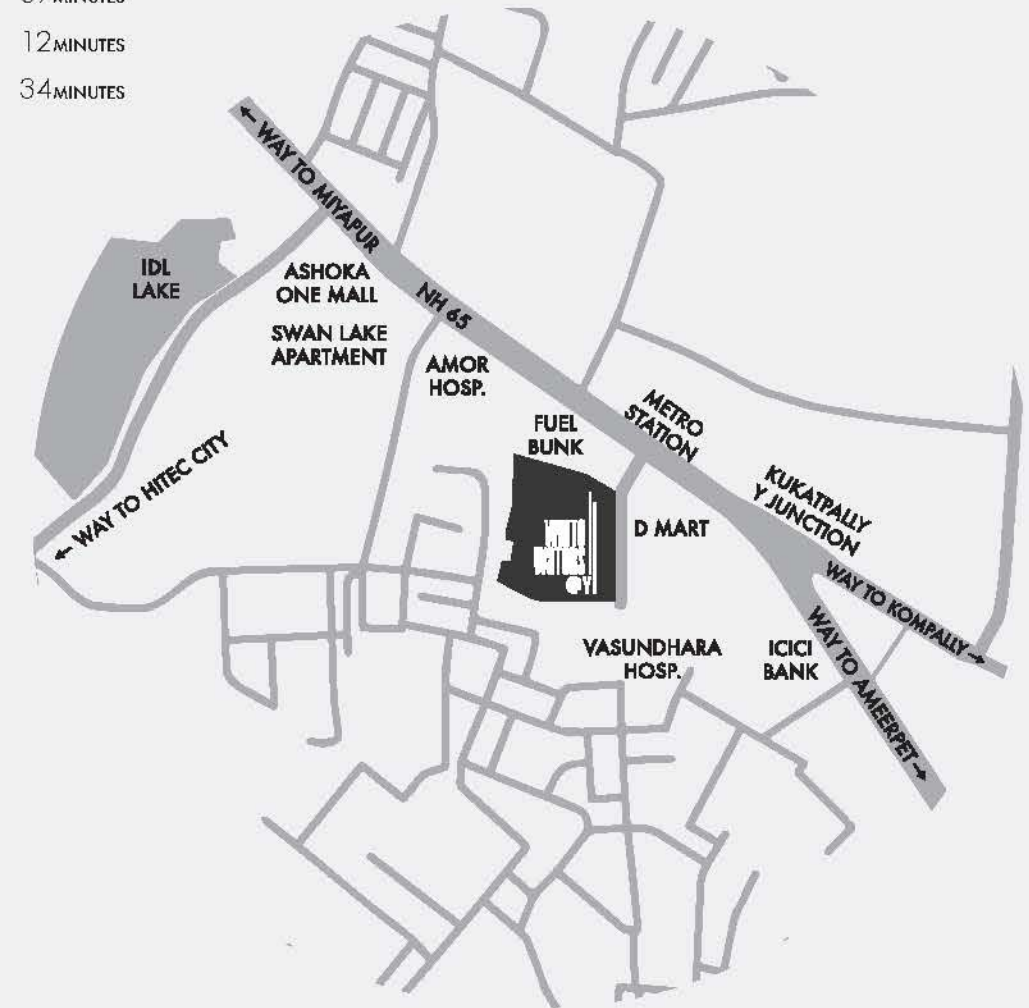 12 MINUTES
34 MINUTES
← WAY TO MIYAPUR
IDL
LAKE
ASHOKA
ONE MALL
NH 65
SWAN LAKE
APARTMENT
AMOR
HOSP.
METRO
STATION
FUEL
BUNK
← WAY TO HITEC CITY
KUKATPALLY
Y JUNCTION
D MART
WAY TO KOMPALLY →
VASUNDHARA
HOSP.
ICICI
BANK
WAY TO AMEERPET →